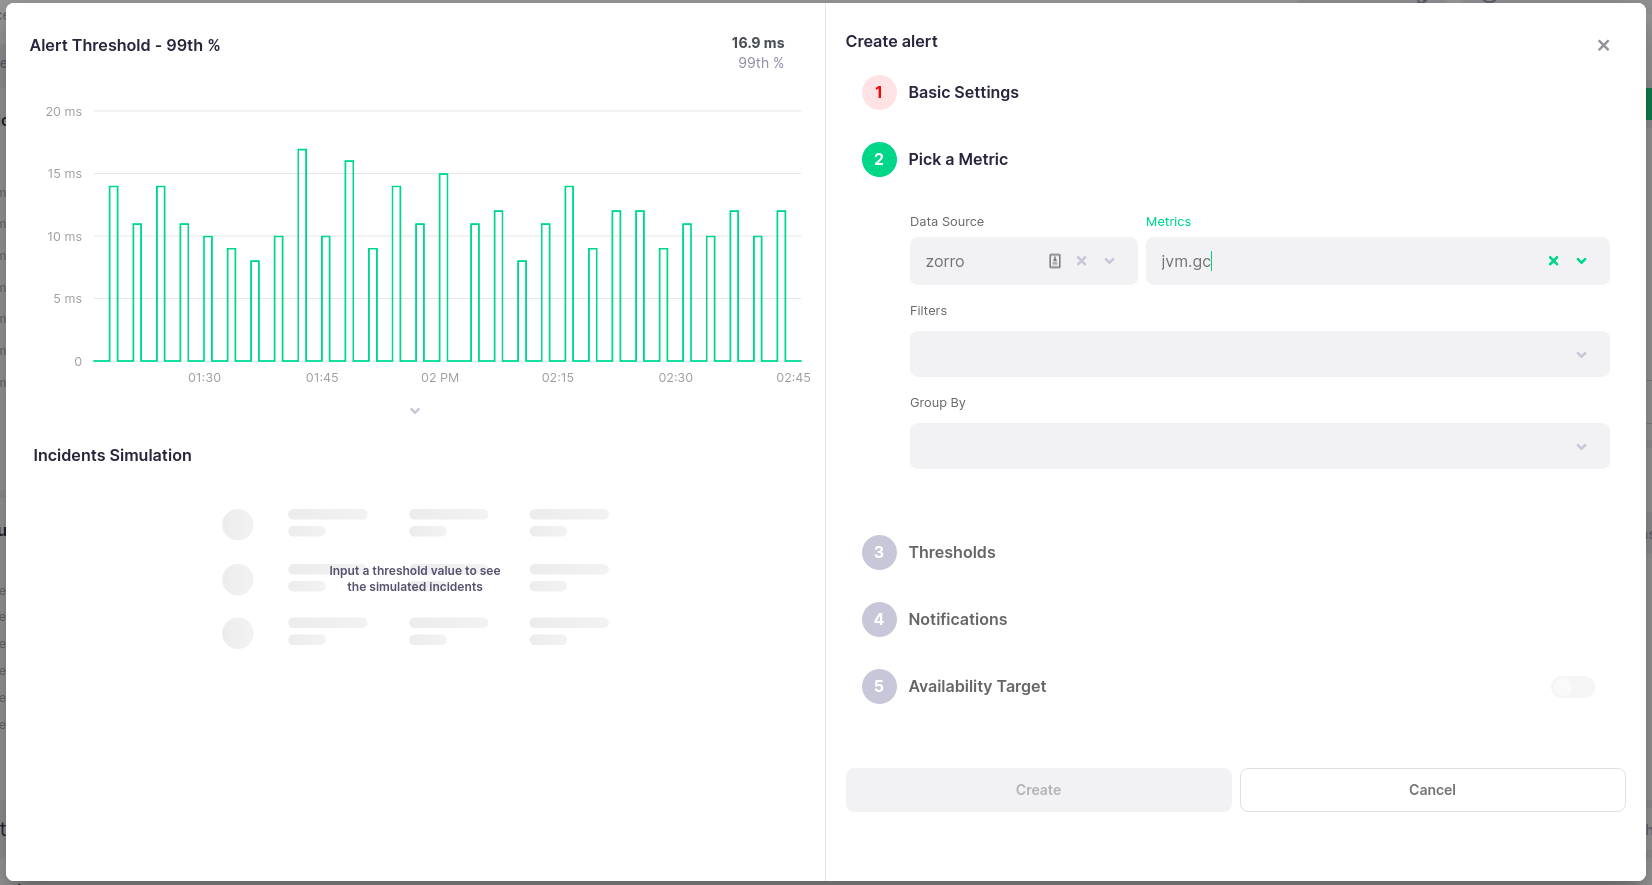 Alert Threshold - 99th %
16.9 ms
99th %
20 ms
15 ms
10 ms
5 ms
0
01:30 01:45 02 PM 02:15 02:30 02:45
Incidents Simulation
Input a threshold value to see
the simulated incidents
Create alert
1 Basic Settings
2 Pick a Metric
Data Source Metrics
zorro jvm.gc
Filters
Group By
3 Thresholds
4 Notifications
5 Availability Target
Create Cancel